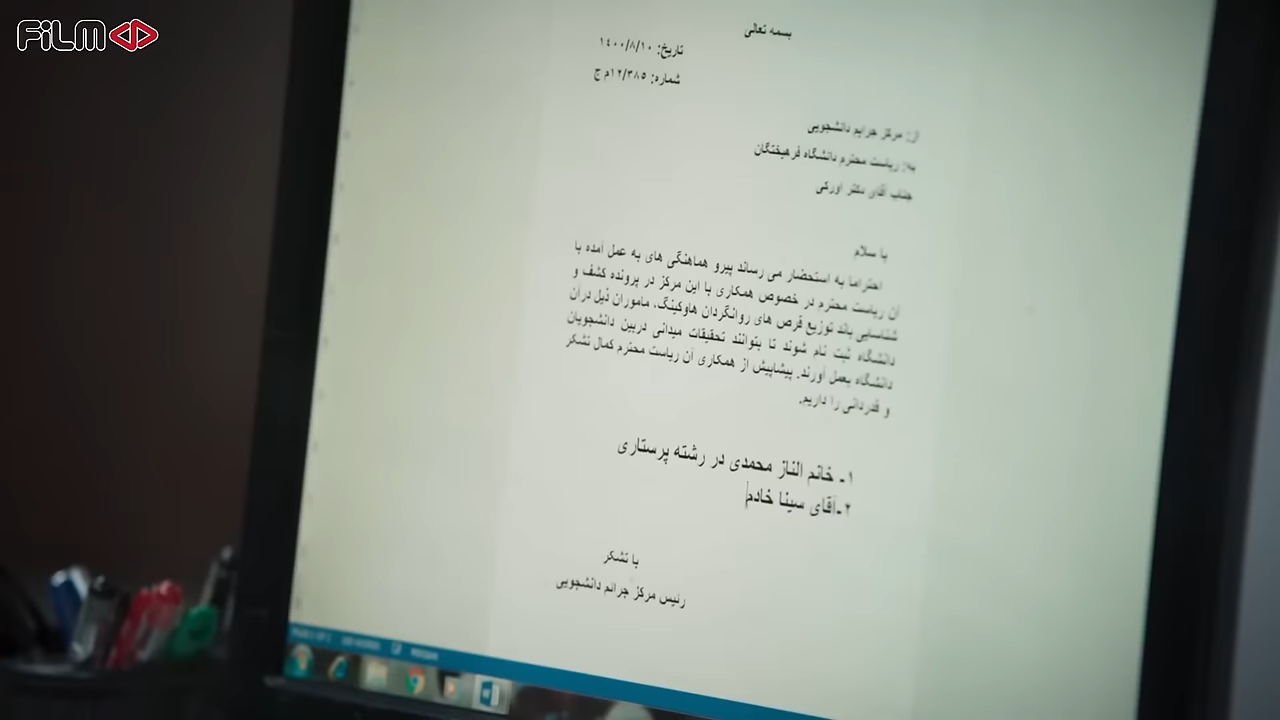 FiLM
بسمه تعالی
تاریخ: ۱۴۰۰/۸/۱۰
شماره: ۱۲/۳۸۵م ج
از: مرکز جرایم دانشجویی
به: ریاست محترم دانشگاه فرهیختگان
جناب آقای دکتر اورکی
با سلام
احتراما به استحضار می رساند پیرو هماهنگی های به عمل آمده با
آن ریاست محترم در خصوص همکاری با این مرکز در پرونده کشف و
شناسایی باند توزیع قرص های روانگردان هاوکینگ، ماموران ذیل درآن
دانشگاه ثبت نام شوند تا بتوانند تحقیقات میدانی دربین دانشجویان
دانشگاه بعمل آورند. پیشاپیش از همکاری آن ریاست محترم کمال تشکر
و قدردانی را داریم.
۱- خانم الناز محمدی در رشته پرستاری
۲-آقای سینا خادم
با تشکر
رئیس مرکز جرائم دانشجویی